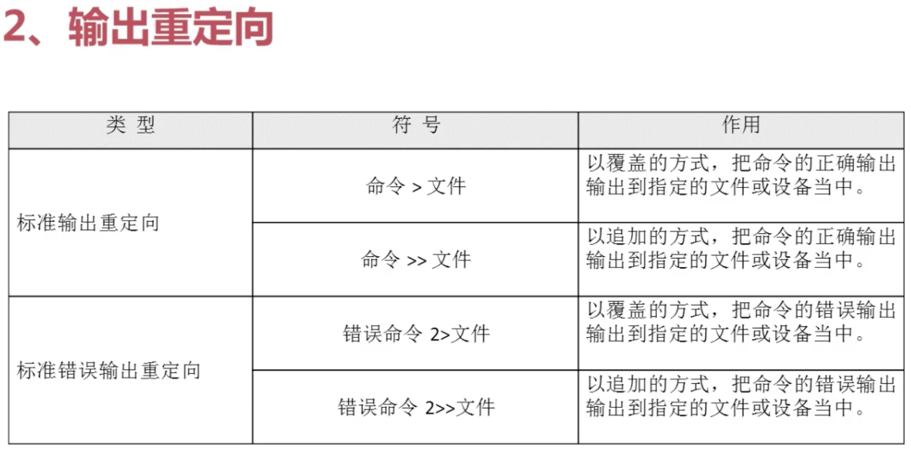 2、输出重定向
类 型
符 号
作用
标准输出重定向
命令 > 文件
以覆盖的方式，把命令的正确输出
输出到指定的文件或设备当中。
命令 >> 文件
以追加的方式，把命令的正确输出
输出到指定的文件或设备当中。
标准错误输出重定向
错误命令 2>文件
以覆盖的方式，把命令的错误输出
输出到指定的文件或设备当中。
错误命令 2>>文件
以追加的方式，把命令的错误输出
输出到指定的文件或设备当中。